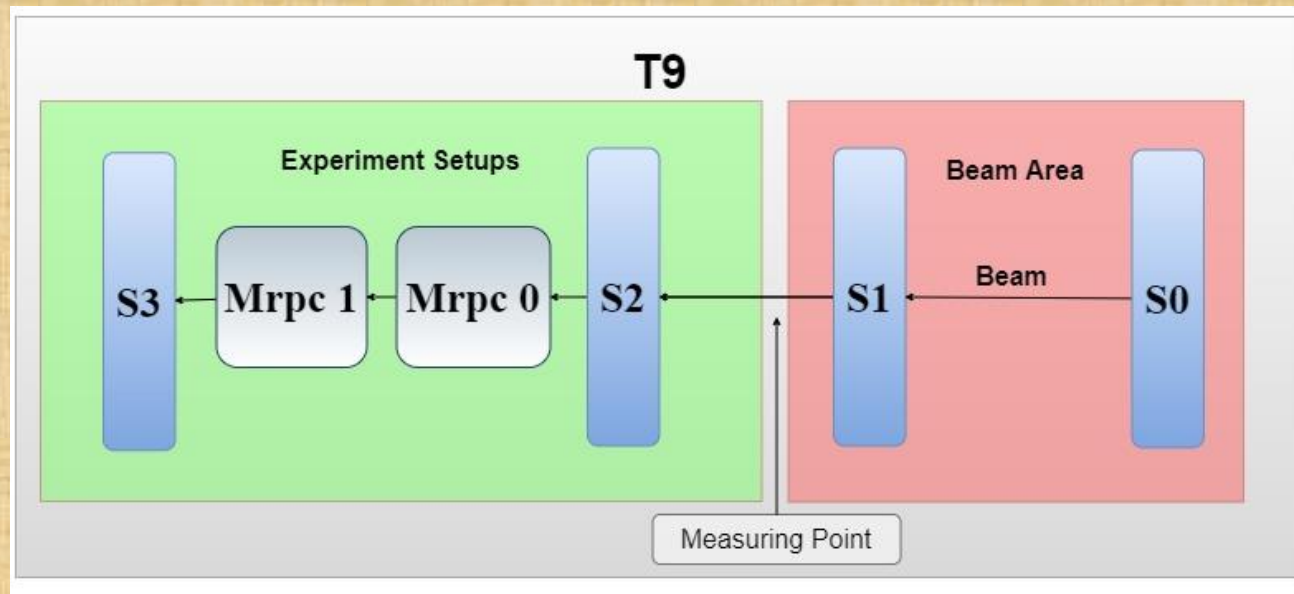 T9
Experiment Setups
Beam Area
Beam
S3
Mrpc 1
Mrpc 0
S2
S1
S0
Measuring Point